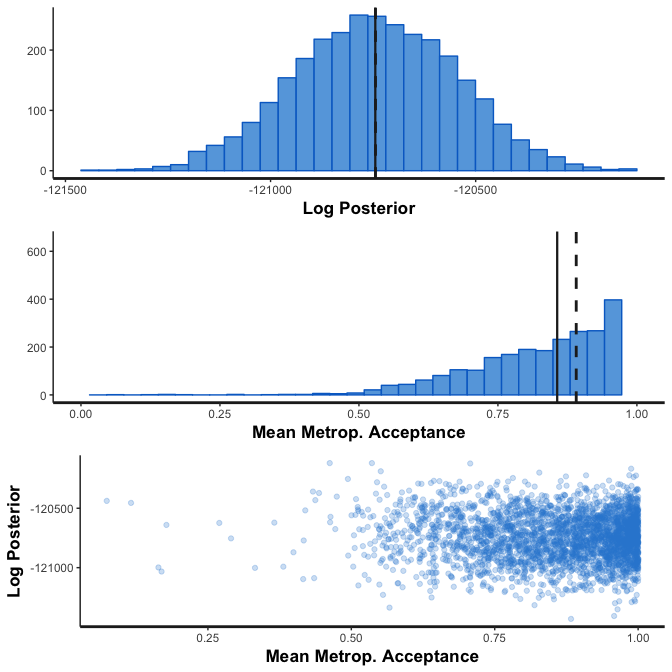 200
100
0
-121500 -121000 -120500
Log Posterior
600
400
200
0
0.00 0.25 0.50 0.75 1.00
Mean Metrop. Acceptance
Log Posterior
-120500
-121000
0.25 0.50 0.75 1.00
Mean Metrop. Acceptance